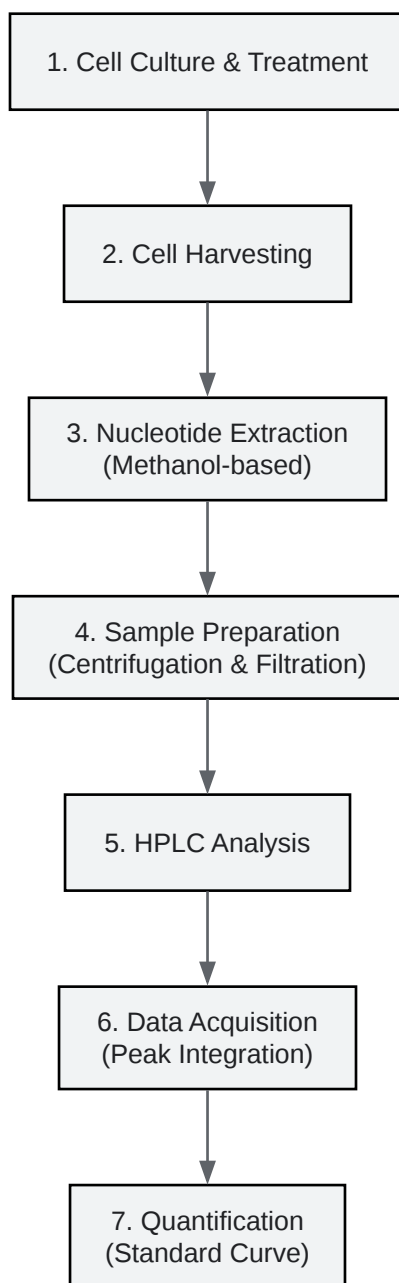 1. Cell Culture & Treatment
2. Cell Harvesting
3. Nucleotide Extraction
(Methanol-based)
4. Sample Preparation
(Centrifugation & Filtration)
5. HPLC Analysis
6. Data Acquisition
(Peak Integration)
7. Quantification
(Standard Curve)